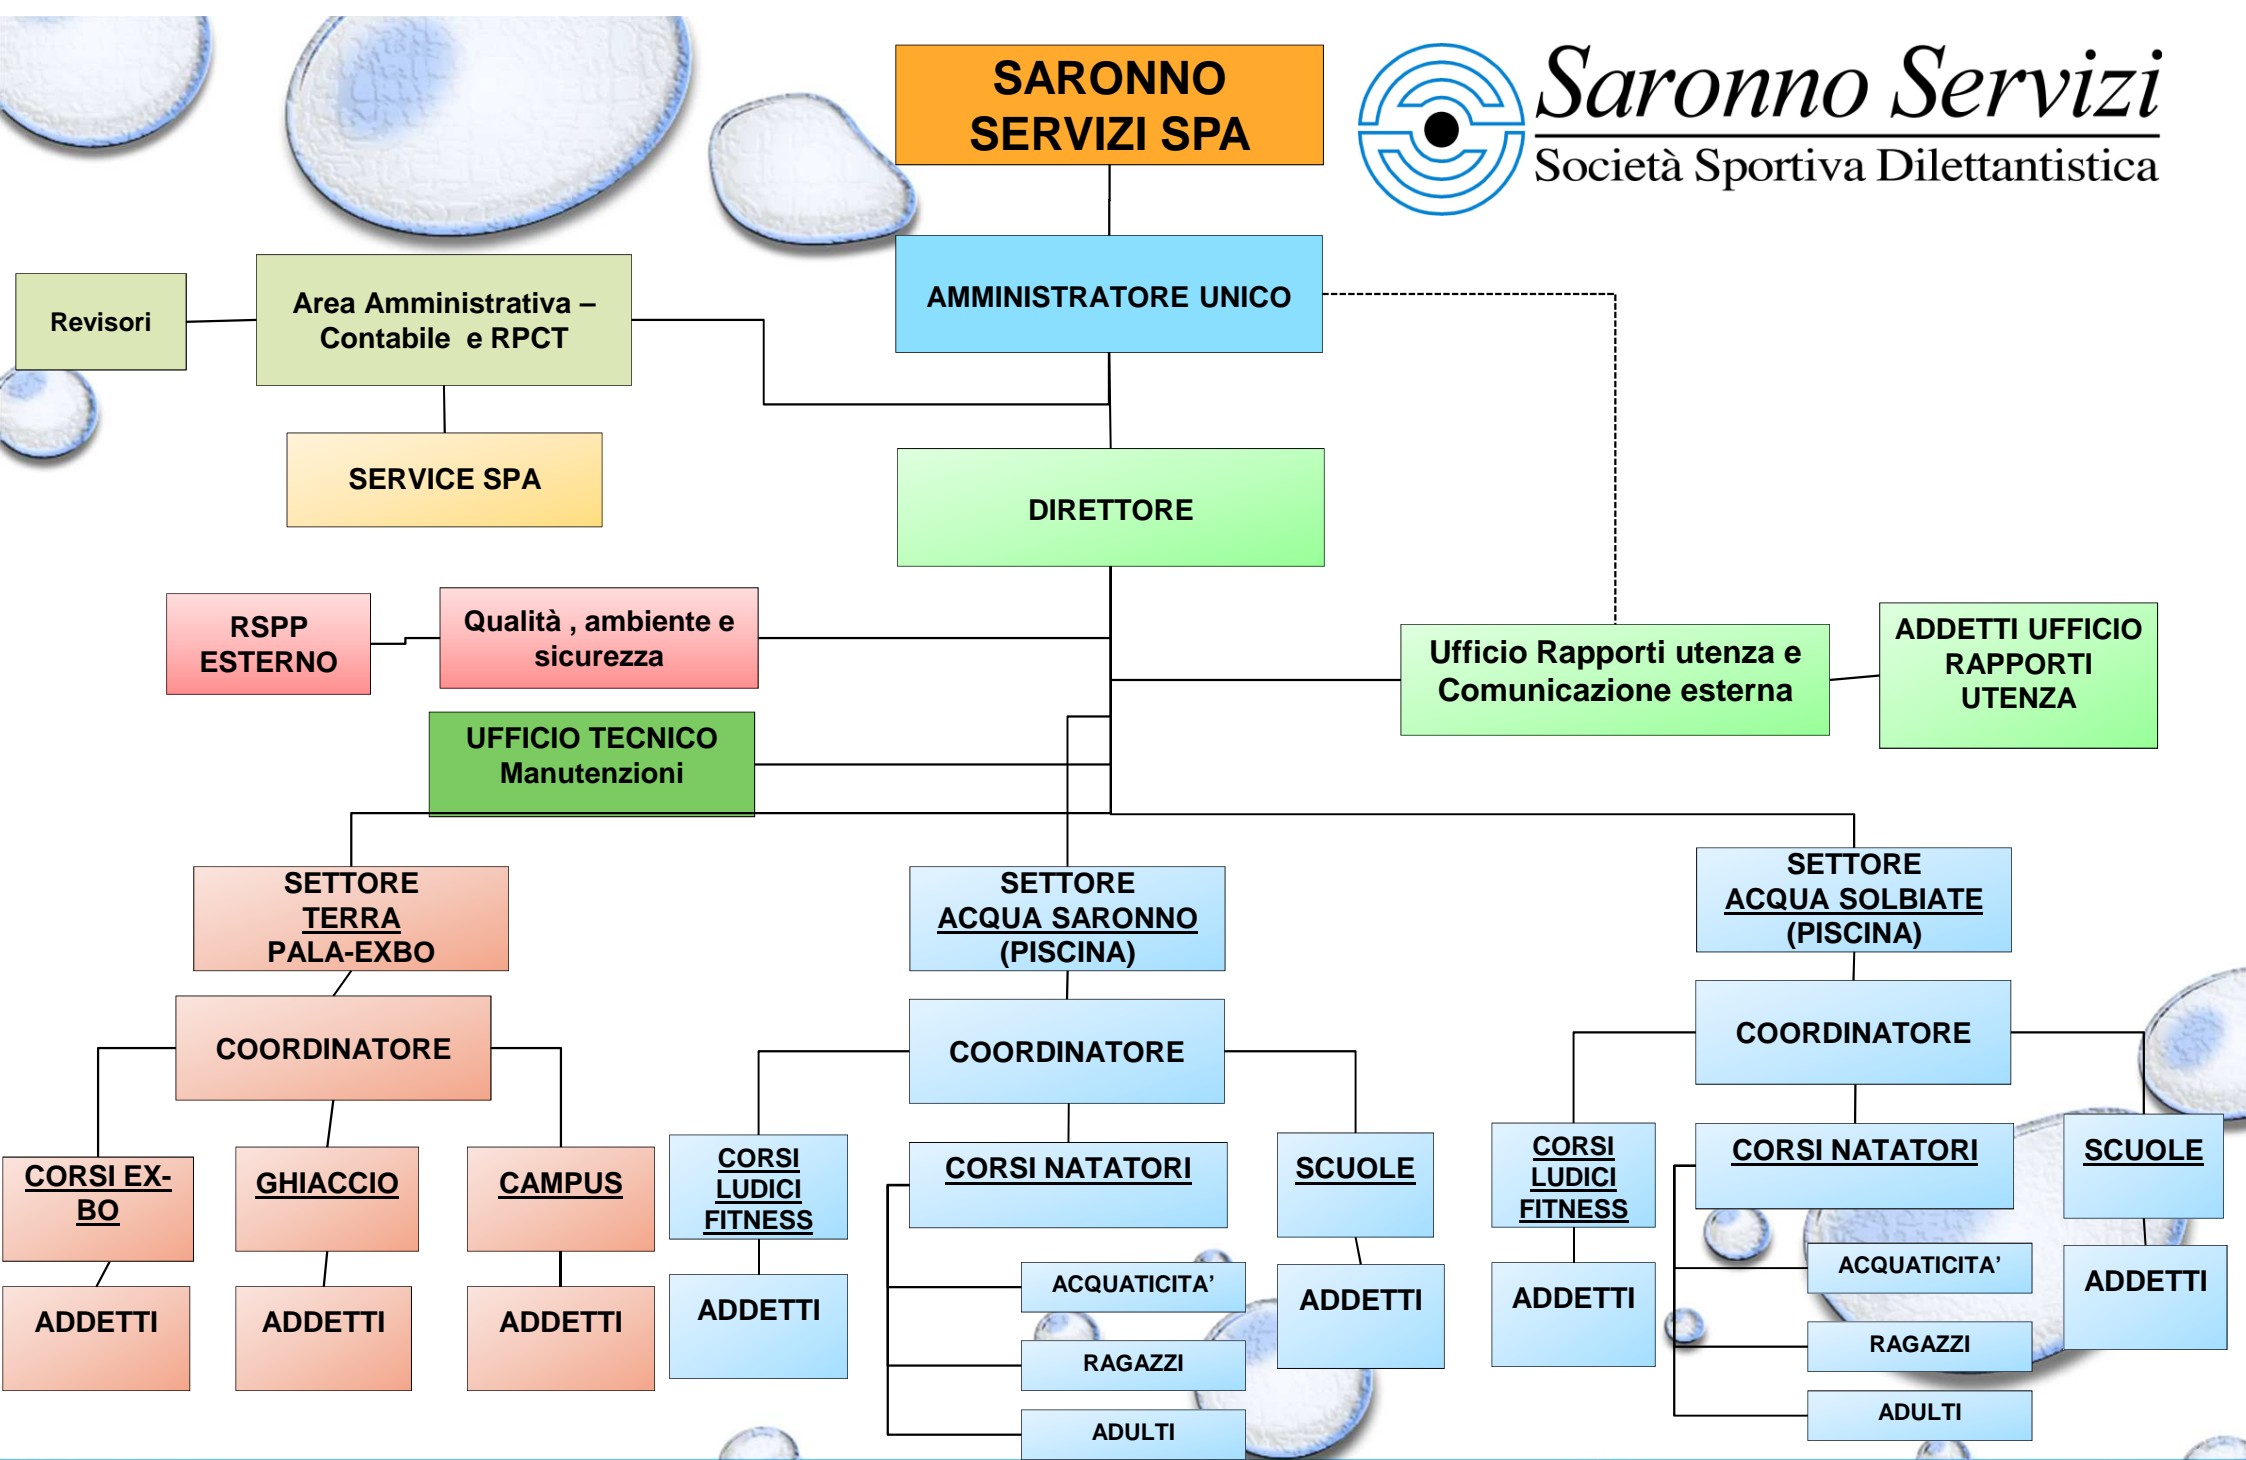 SARONNO
SERVIZI SPA
Saronno Servizi
Società Sportiva Dilettantistica
AMMINISTRATORE UNICO
Revisori
Area Amministrativa –
Contabile e RPCT
SERVICE SPA
DIRETTORE
RSPP
ESTERNO
Qualità , ambiente e
sicurezza
Ufficio Rapporti utenza e
Comunicazione esterna
ADDETTI UFFICIO
RAPPORTI
UTENZA
UFFICIO TECNICO
Manutenzioni
SETTORE
TERRA
PALA-EXBO
SETTORE
ACQUA SARONNO
(PISCINA)
SETTORE
ACQUA SOLBIATE
(PISCINA)
COORDINATORE
COORDINATORE
COORDINATORE
CORSI EX-
BO
GHIACCIO
CAMPUS
CORSI
LUDICI
FITNESS
CORSI NATATORI
SCUOLE
CORSI
LUDICI
FITNESS
CORSI NATATORI
SCUOLE
ADDETTI
ADDETTI
ADDETTI
ADDETTI
ACQUATICITA’
RAGAZZI
ADULTI
ADDETTI
ADDETTI
ACQUATICITA’
RAGAZZI
ADULTI
ADDETTI